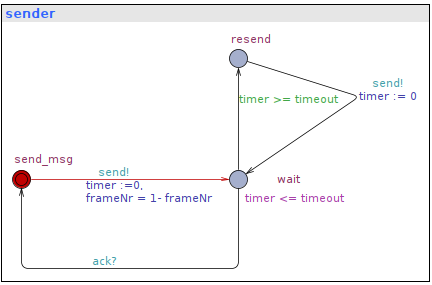 sender
resend
send!
timer := 0
timer >= timeout
send_msg
send!
timer :=0,
frameNr = 1- frameNr
wait
timer <= timeout
ack?